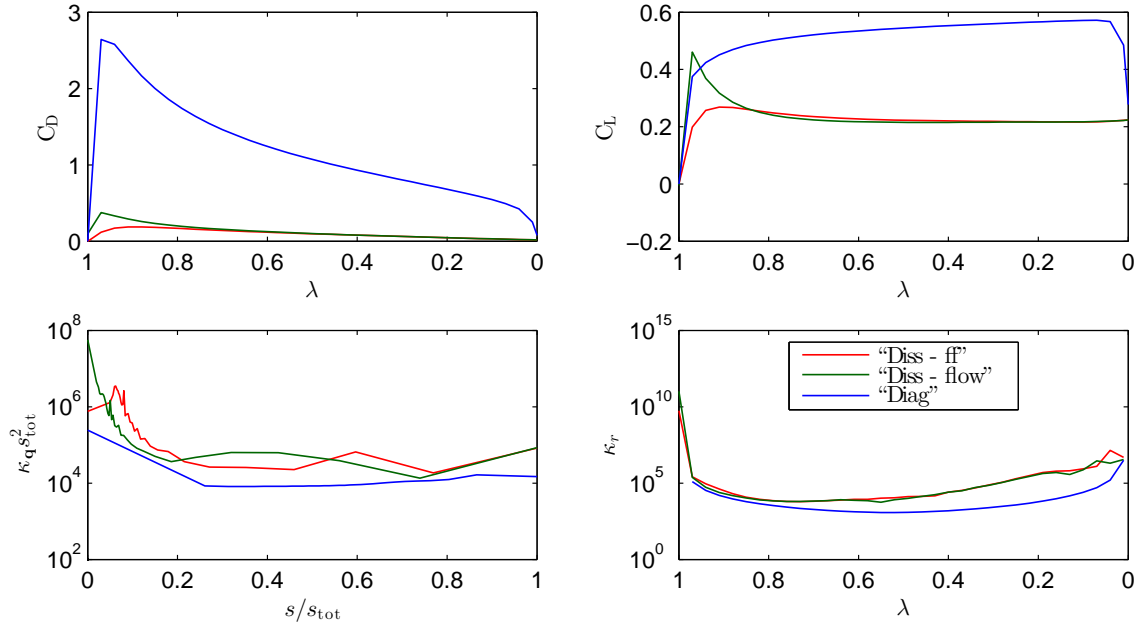 3
2
1
0
C_D
1 0.8 0.6 0.4 0.2 0
λ
0.6
0.4
0.2
0
−0.2
C_L
1 0.8 0.6 0.4 0.2 0
λ
10^8
10^6
10^4
10^2
κ_q s_tot^2
0 0.2 0.4 0.6 0.8 1
s/s_tot
10^15
10^10
10^5
10^0
κ_r
“Diss - ff”
“Diss - flow”
“Diag”
1 0.8 0.6 0.4 0.2 0
λ